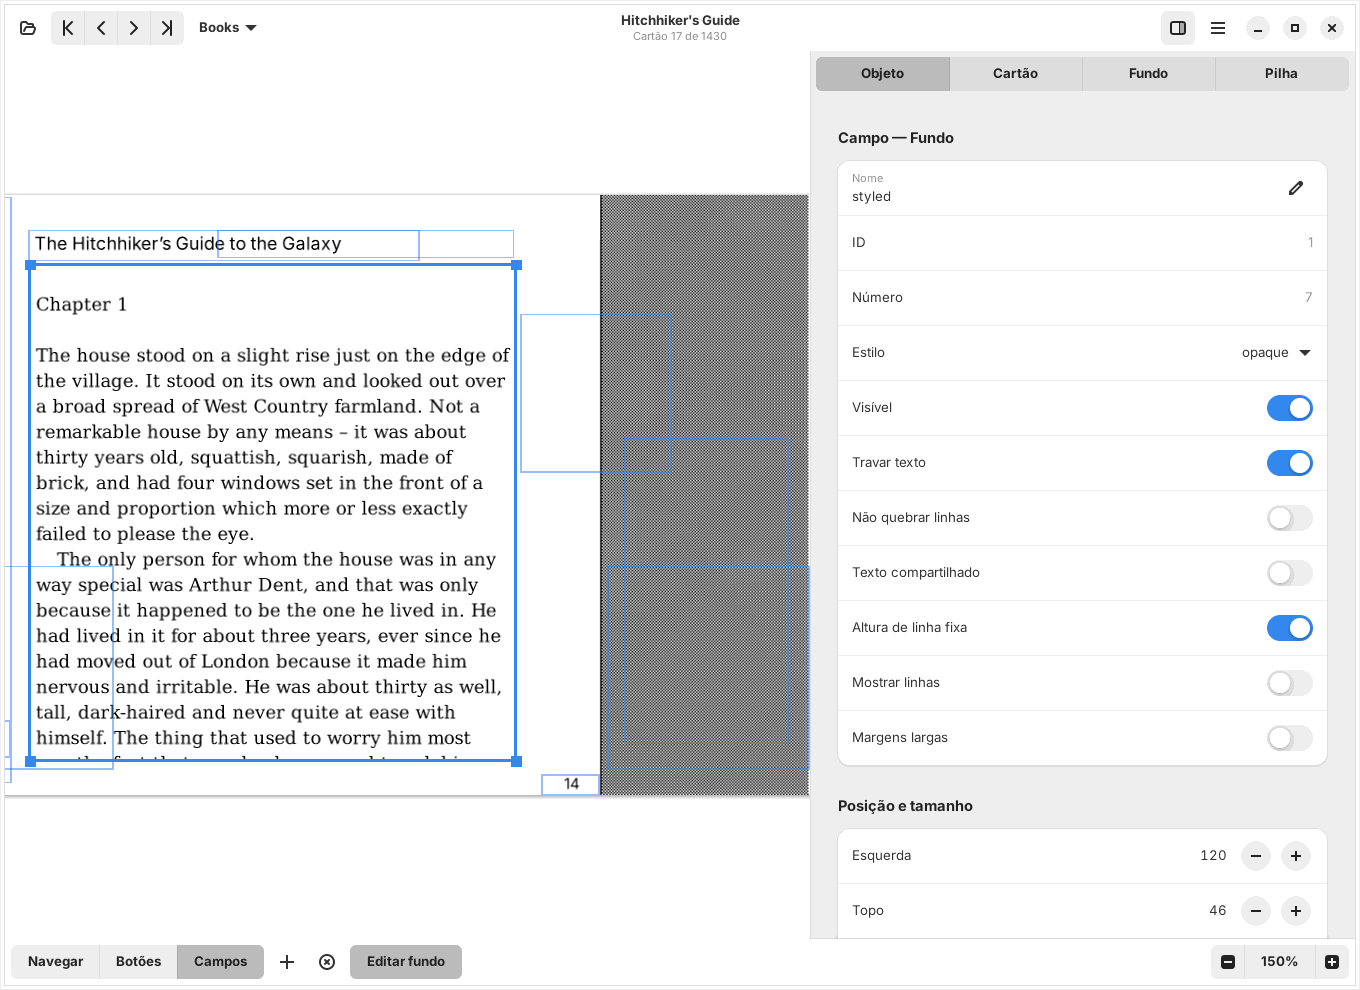 Books
Hitchhiker's Guide
Cartão 17 de 1430
The Hitchhiker’s Guide to the Galaxy
Chapter 1
The house stood on a slight rise just on the edge of
the village. It stood on its own and looked out over
a broad spread of West Country farmland. Not a
remarkable house by any means – it was about
thirty years old, squattish, squarish, made of
brick, and had four windows set in the front of a
size and proportion which more or less exactly
failed to please the eye.
The only person for whom the house was in any
way special was Arthur Dent, and that was only
because it happened to be the one he lived in. He
had lived in it for about three years, ever since he
had moved out of London because it made him
nervous and irritable. He was about thirty as well,
tall, dark-haired and never quite at ease with
himself. The thing that used to worry him most
14
Objeto
Cartão
Fundo
Pilha
Campo — Fundo
Nome
styled
ID 1
Número 7
Estilo opaque
Visível
Travar texto
Não quebrar linhas
Texto compartilhado
Altura de linha fixa
Mostrar linhas
Margens largas
Posição e tamanho
Esquerda 120
Topo 46
Navegar
Botões
Campos
Editar fundo
150%